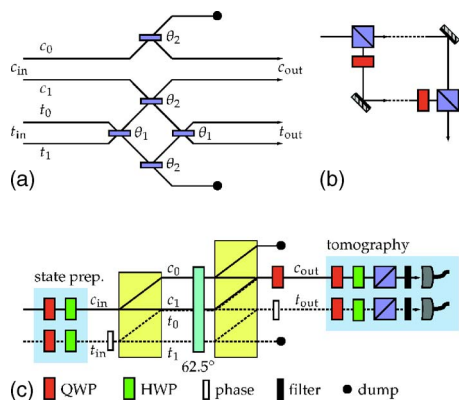 (a)
c0
θ2
cin
cout
c1
θ2
t0
tin
θ1
θ1
tout
t1
θ2
(b)
(c)
state prep.
tomography
c0
cout
cin
c1
t0
tout
tin
t1
62.5°
QWP
HWP
phase
filter
dump